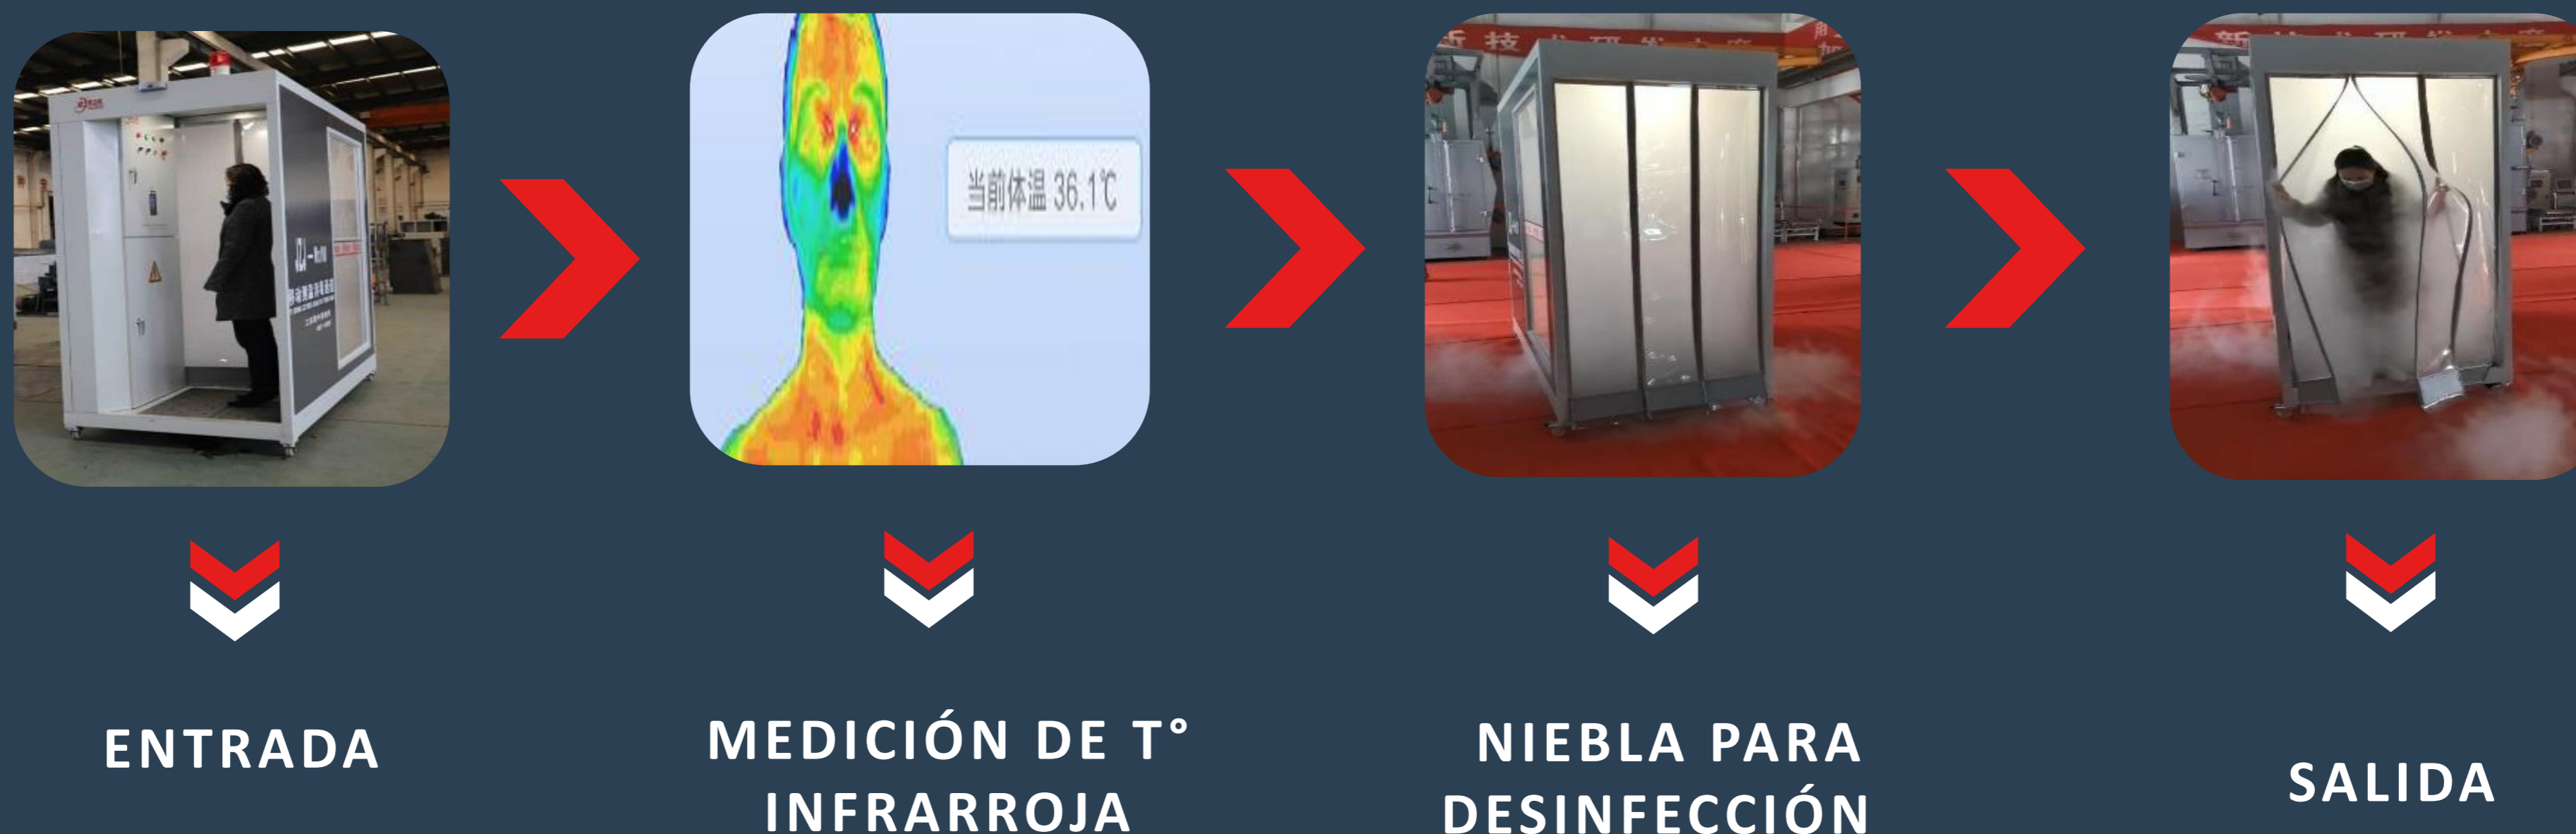 当前体温 36.1℃
ENTRADA
MEDICIÓN DE T°
INFRARROJA
NIEBLA PARA
DESINFECCIÓN
SALIDA